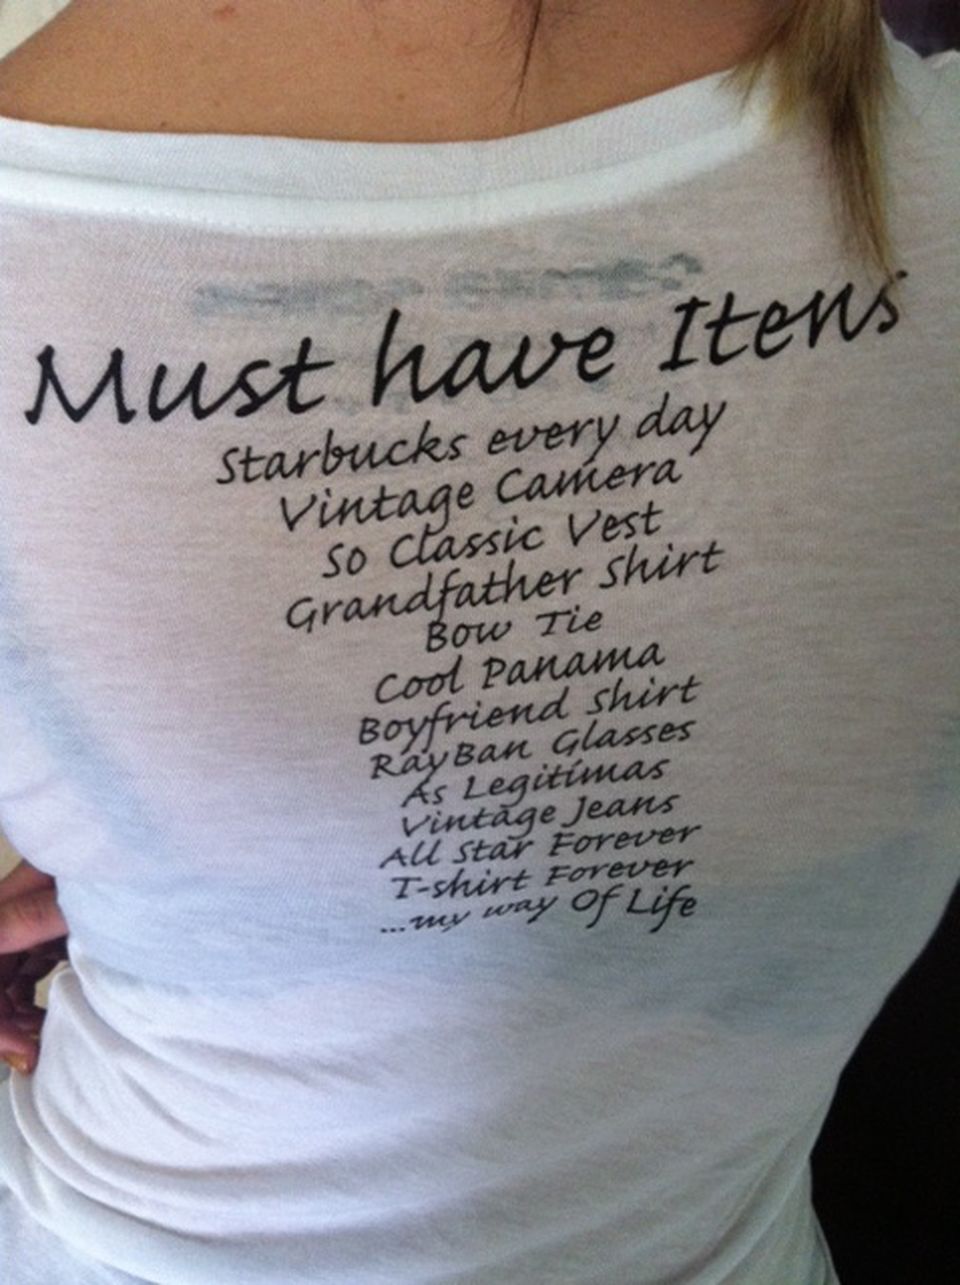 Must have Itens
Starbucks every day
Vintage Camera
So Classic Vest
Grandfather Shirt
Bow Tie
Cool Panama
Boyfriend Shirt
RayBan Glasses
As Legitimas
Vintage Jeans
All Star Forever
T-shirt Forever
...my way Of Life